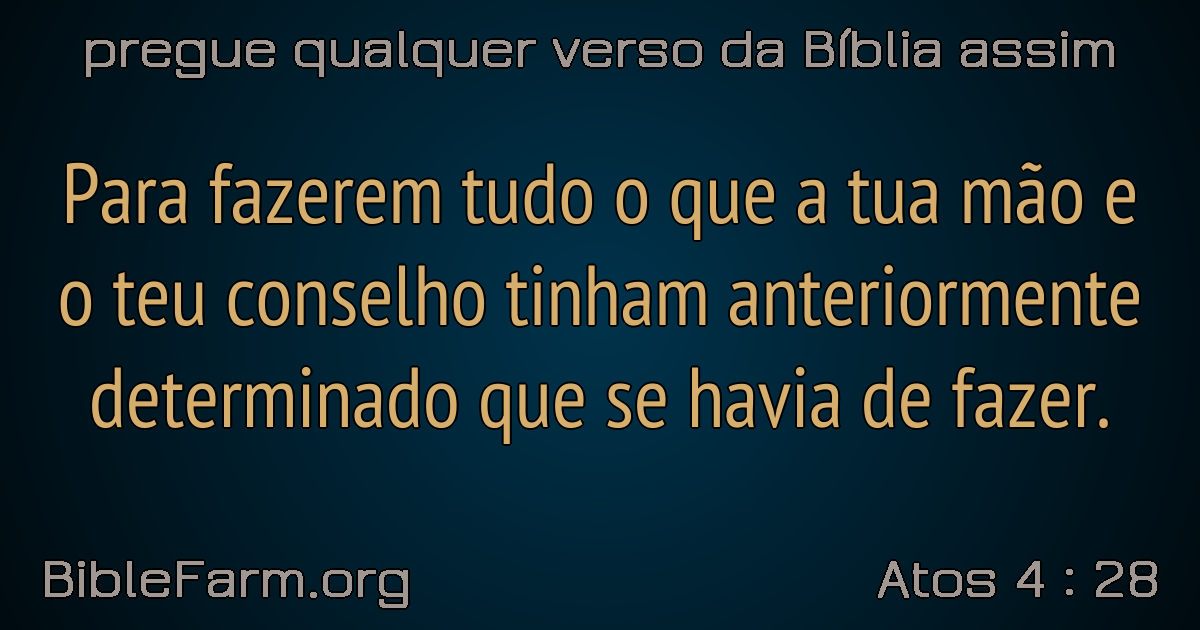 pregue qualquer verso da Bíblia assim
Para fazerem tudo o que a tua mão e
o teu conselho tinham anteriormente
determinado que se havia de fazer.
BibleFarm.org
Atos 4 : 28